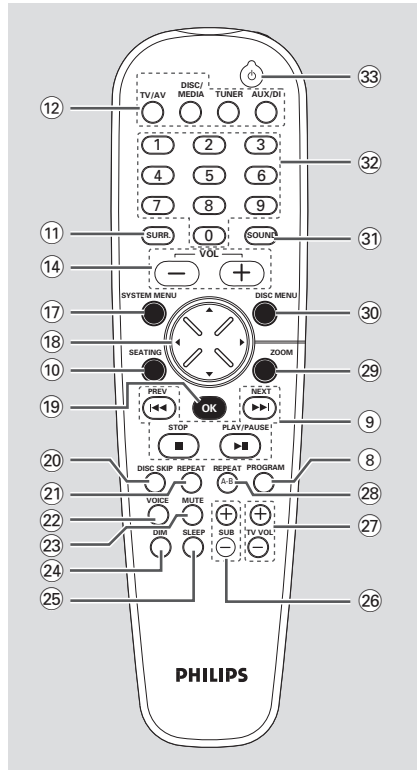 33
DISC/
TV/AV MEDIA TUNER AUX/DI
12
1 2 3
32
4 5 6
7 8 9
11 SURR. 0 SOUND 31
VOL
14 − +
SYSTEM MENU DISC MENU
17 30
18
SEATING ZOOM
10 29
PREV NEXT
19 OK 9
STOP PLAY/PAUSE
20 DISC SKIP REPEAT REPEAT PROGRAM 8
21 A-B 28
22 VOICE MUTE + + 27
23 SUB TV VOL
24 DIM SLEEP − −
25 26
PHILIPS